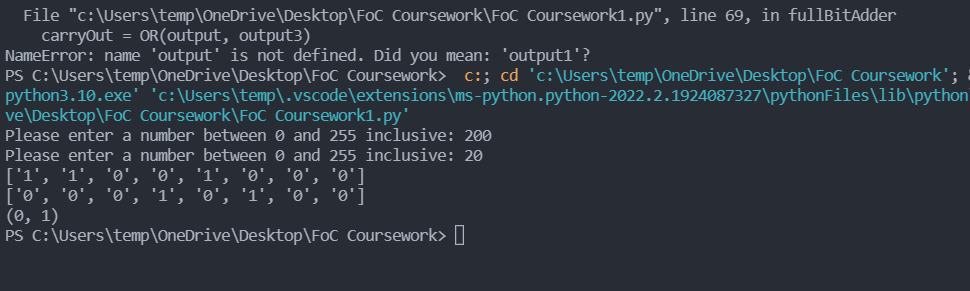 File "c:\Users\temp\OneDrive\Desktop\FoC Coursework\FoC Coursework1.py", line 69, in fullBitAdder
carryOut = OR(output, output3)
NameError: name 'output' is not defined. Did you mean: 'output1'?
PS C:\Users\temp\OneDrive\Desktop\FoC Coursework>  c:; cd 'c:\Users\temp\OneDrive\Desktop\FoC Coursework'; &
python3.10.exe' 'c:\Users\temp\.vscode\extensions\ms-python.python-2022.2.1924087327\pythonFiles\lib\python
ve\Desktop\FoC Coursework\FoC Coursework1.py'
Please enter a number between 0 and 255 inclusive: 200
Please enter a number between 0 and 255 inclusive: 20
['1', '1', '0', '0', '1', '0', '0', '0']
['0', '0', '0', '1', '0', '1', '0', '0']
(0, 1)
PS C:\Users\temp\OneDrive\Desktop\FoC Coursework>